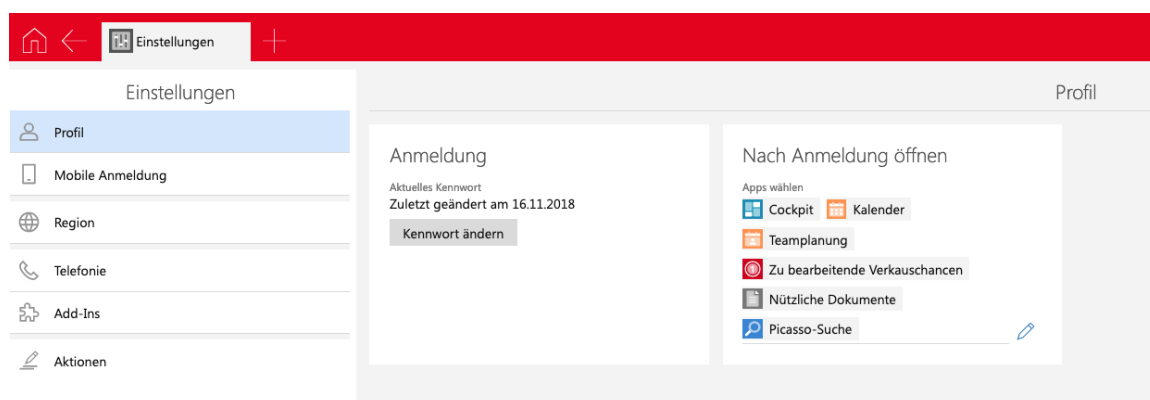 Einstellungen
Einstellungen
Profil
Mobile Anmeldung
Region
Telefonie
Add-Ins
Aktionen
Profil
Anmeldung
Aktuelles Kennwort
Zuletzt geändert am 16.11.2018
Kennwort ändern
Nach Anmeldung öffnen
Apps wählen
Cockpit Kalender
Teamplanung
Zu bearbeitende Verkauschancen
Nützliche Dokumente
Picasso-Suche